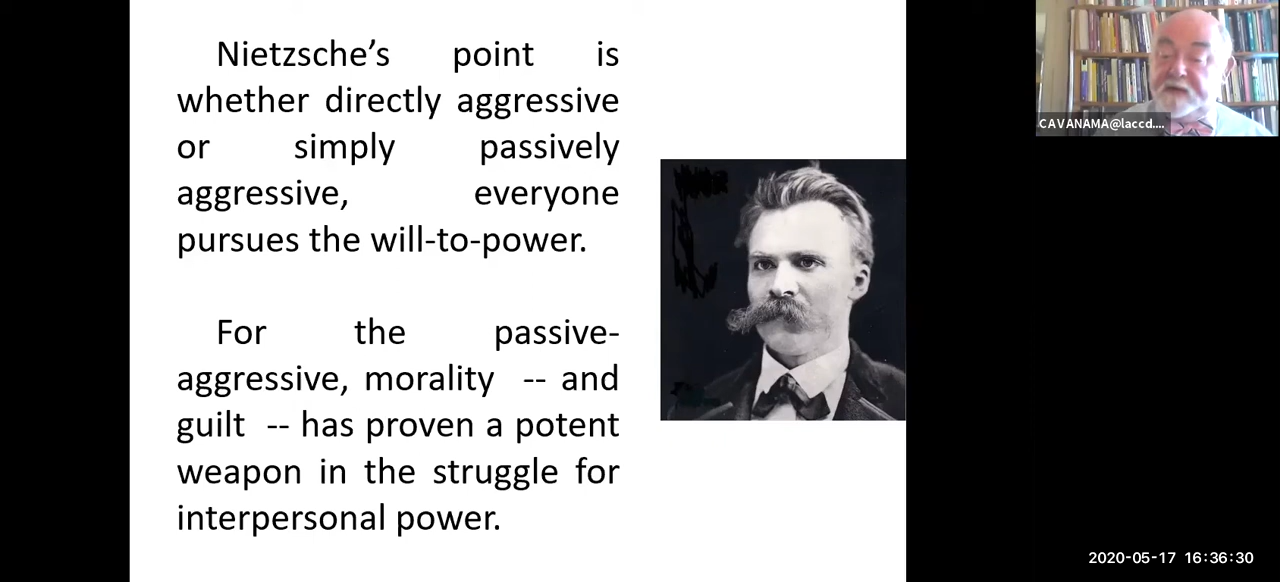 Nietzsche’s point is
whether directly aggressive
or simply passively
aggressive, everyone
pursues the will-to-power.
For the passive-
aggressive, morality -- and
guilt -- has proven a potent
weapon in the struggle for
interpersonal power.
CAVANAMA@laccd....
2020-05-17 16:36:30